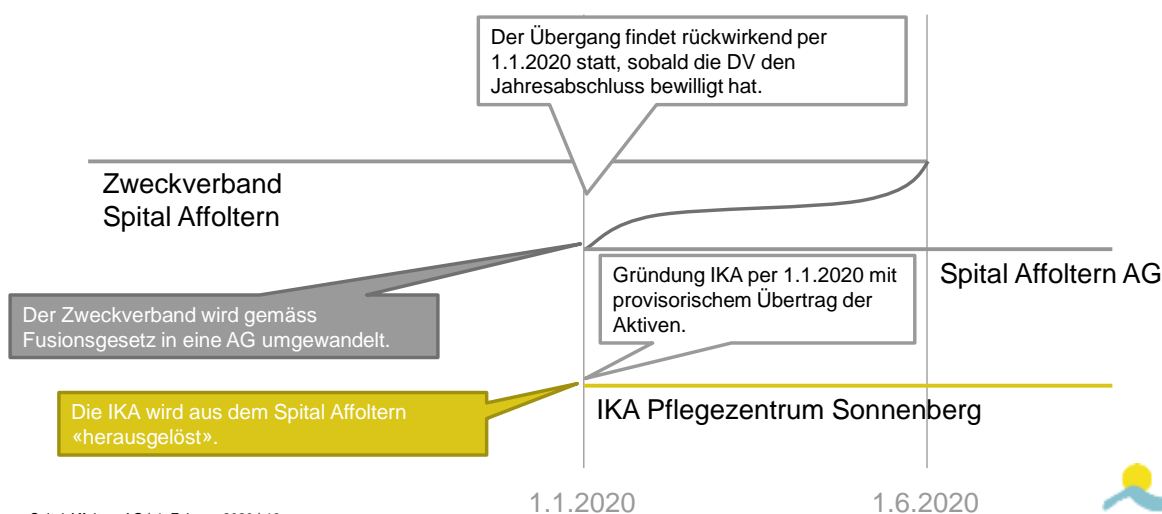 Der Übergang findet rückwirkend per
1.1.2020 statt, sobald die DV den
Jahresabschluss bewilligt hat.
Zweckverband
Spital Affoltern
Spital Affoltern AG
Gründung IKA per 1.1.2020 mit
provisorischem Übertrag der
Aktiven.
Der Zweckverband wird gemäss
Fusionsgesetz in eine AG umgewandelt.
Die IKA wird aus dem Spital Affoltern
«herausgelöst».
IKA Pflegezentrum Sonnenberg
1.1.2020
1.6.2020